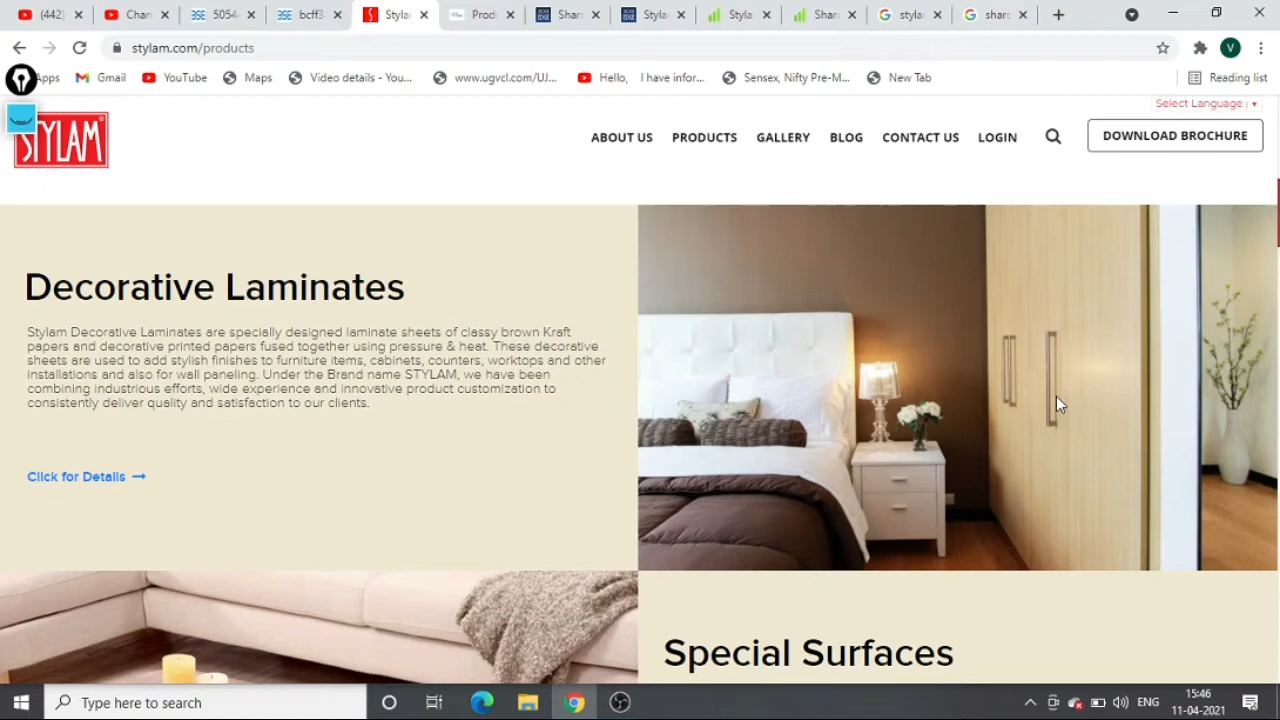 (442)
Chan
5054
bcff3
Stylar
Prod
Shar
Styla
Styla
Shar
stylar
shar
stylam.com/products
V
Apps
Gmail
YouTube
Maps
Video details - You...
www.ugvcl.com/UJ...
Hello, I have infor...
Sensex, Nifty Pre-M...
New Tab
Reading list
Select Language
STYLAM
ABOUT US
PRODUCTS
GALLERY
BLOG
CONTACT US
LOGIN
DOWNLOAD BROCHURE
Decorative Laminates
Stylam Decorative Laminates are specially designed laminate sheets of classy brown Kraft
papers and decorative printed papers fused together using pressure & heat. These decorative
sheets are used to add stylish finishes to furniture items, cabinets, counters, worktops and other
installations and also for wall paneling. Under the Brand name STYLAM, we have been
combining industrious efforts, wide experience and innovative product customization to
consistently deliver quality and satisfaction to our clients.
Click for Details
Special Surfaces
Type here to search
ENG
15:46
11-04-2021